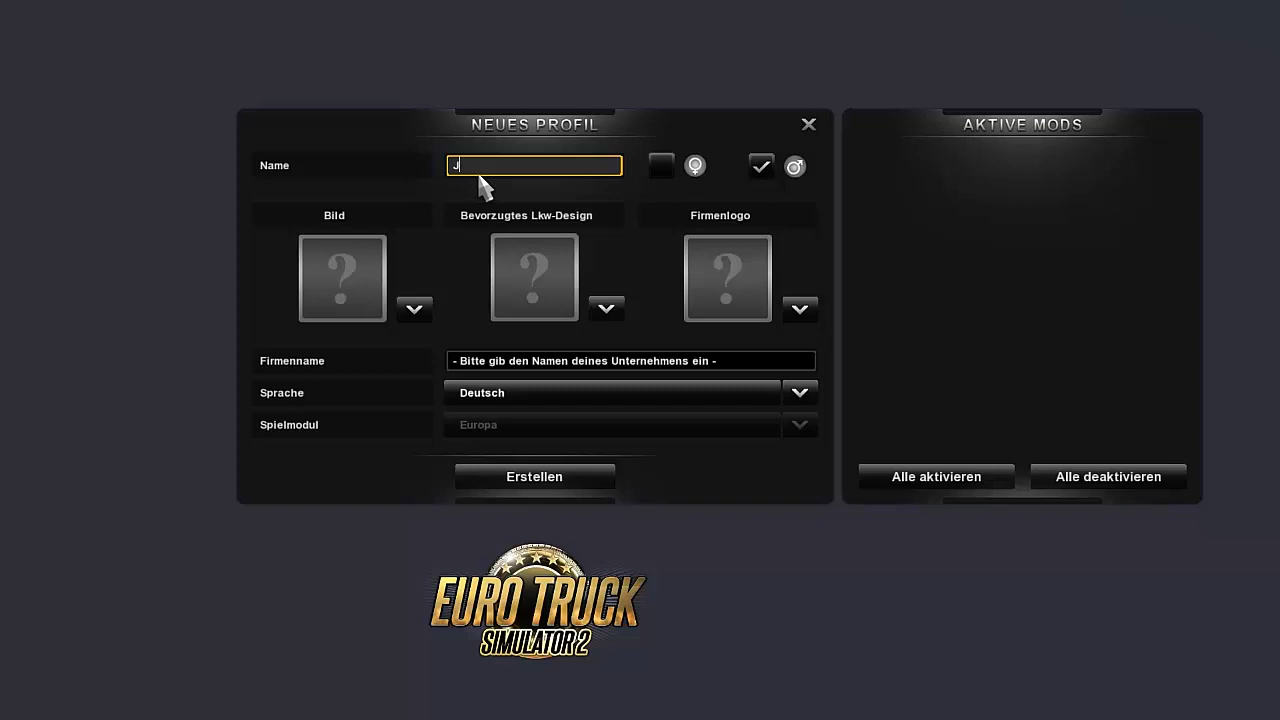 NEUES PROFIL
Name
J
Bild
Bevorzugtes Lkw-Design
Firmenlogo
?
?
?
Firmenname
- Bitte gib den Namen deines Unternehmens ein -
Sprache
Deutsch
Spielmodul
Europa
Erstellen
AKTIVE MODS
Alle aktivieren
Alle deaktivieren
EURO TRUCK
SIMULATOR 2